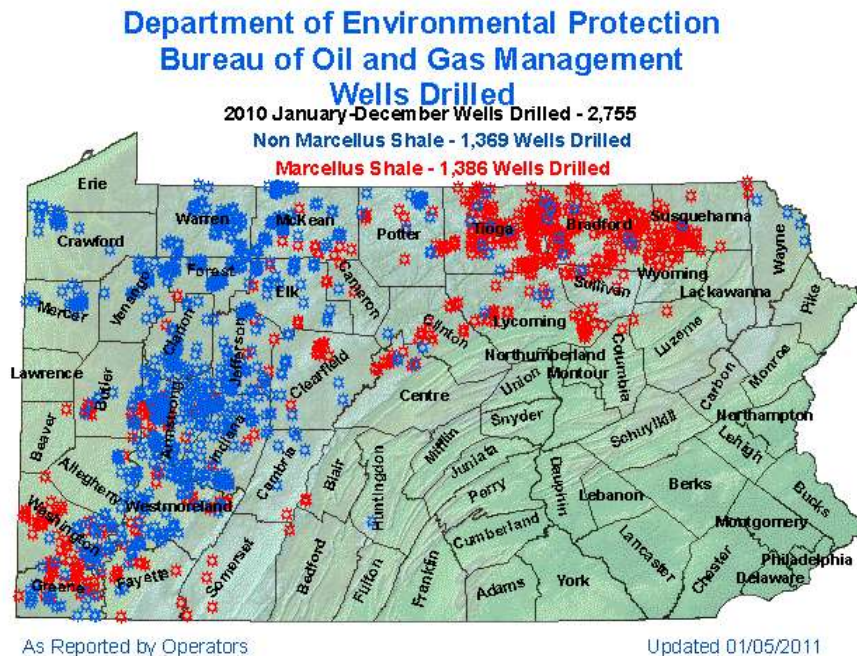 Department of Environmental Protection
Bureau of Oil and Gas Management
Wells Drilled
2010 January-December Wells Drilled - 2,755
Non Marcellus Shale - 1,369 Wells Drilled
Marcellus Shale - 1,386 Wells Drilled
Erie
Warren
McKean
Potter
Tioga
Bradford
Susquehanna
Wayne
Crawford
Forest
Cameron
Elk
Sullivan
Wyoming
Lackawanna
Pike
Mercer
Venango
Clarion
Jefferson
Clinton
Lycoming
Luzerne
Lawrence
Butler
Clearfield
Centre
Northumberland
Montour
Columbia
Union
Carbon
Monroe
Armstrong
Indiana
Snyder
Northampton
Beaver
Mifflin
Schuylkill
Lehigh
Allegheny
Cambria
Blair
Huntingdon
Juniata
Perry
Dauphin
Lebanon
Berks
Bucks
Washington
Westmoreland
Cumberland
Montgomery
Greene
Fayette
Somerset
Bedford
Fulton
Franklin
Adams
York
Lancaster
Chester
Philadelphia
Delaware
As Reported by Operators
Updated 01/05/2011